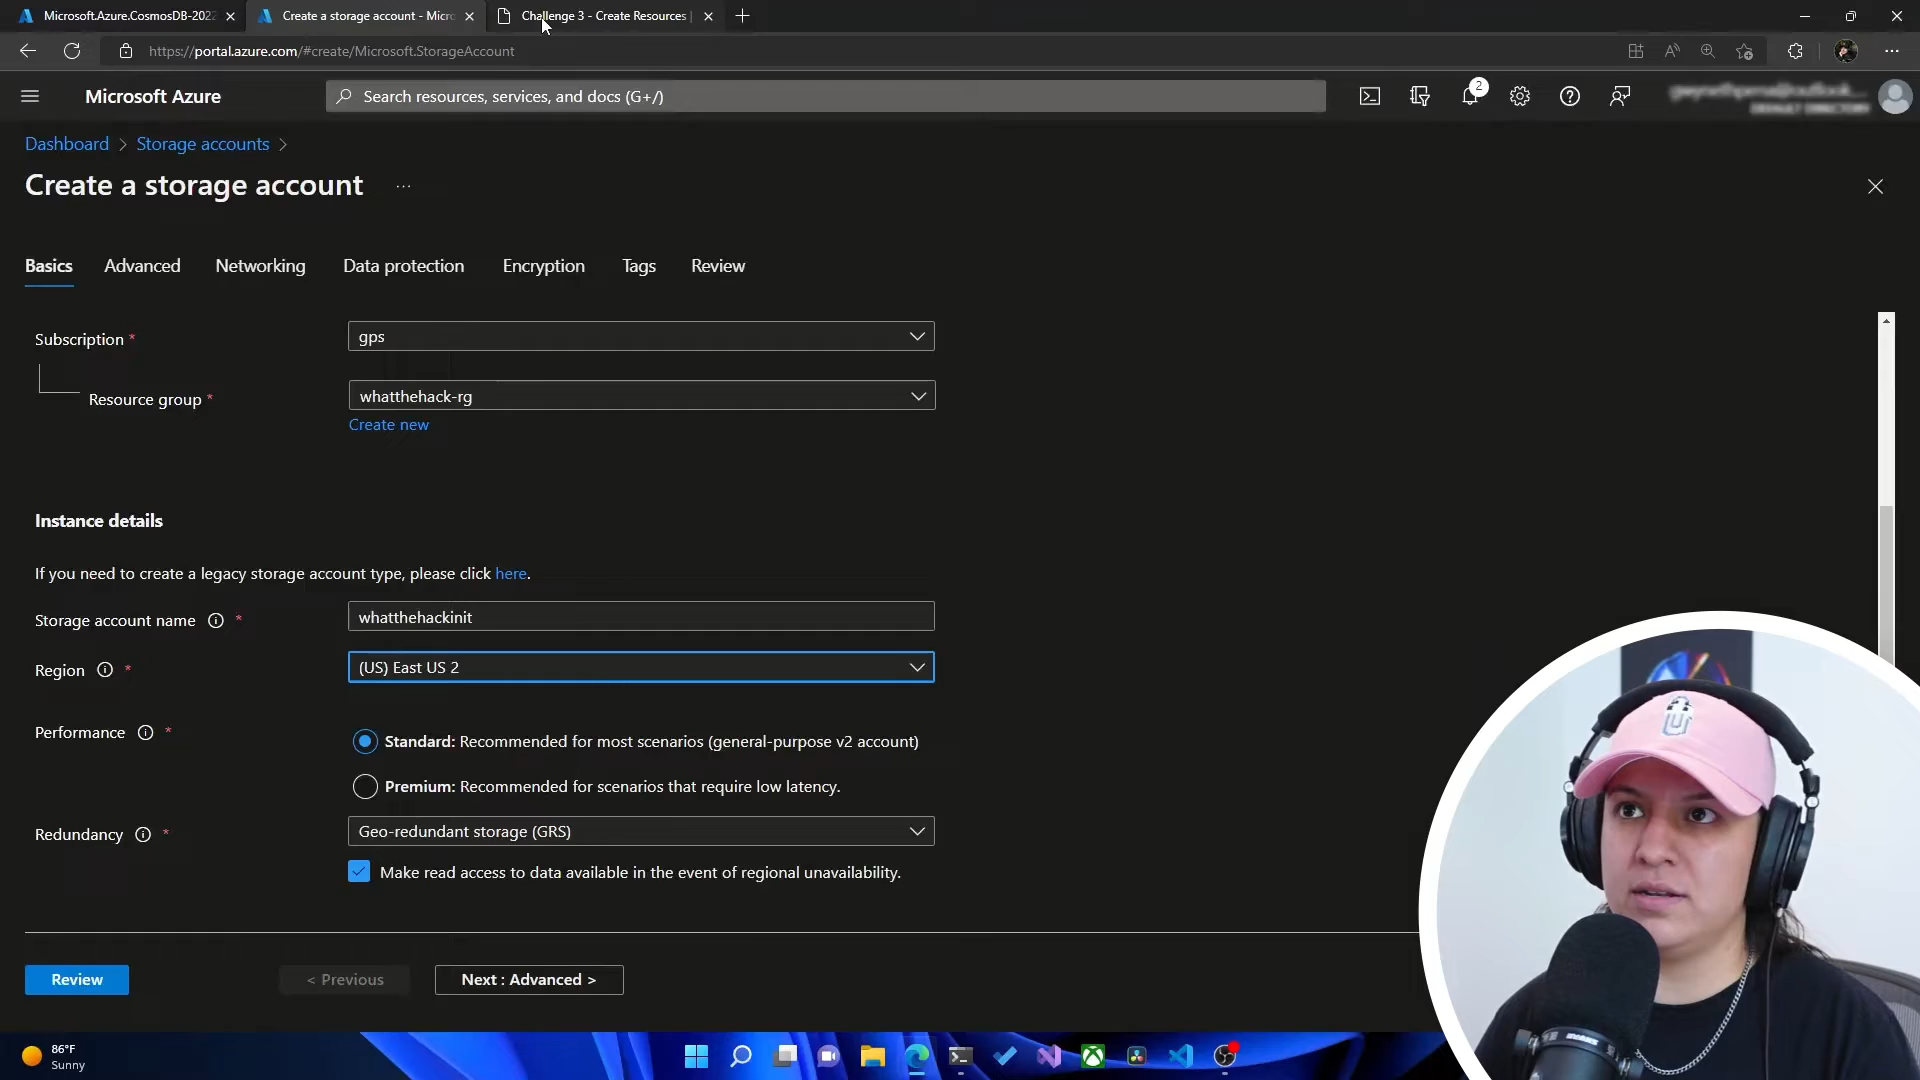 Microsoft.Azure.CosmosDB-2022
Create a storage account - Micro
Challenge 3 - Create Resources |
https://portal.azure.com/#create/Microsoft.StorageAccount
Microsoft Azure
Search resources, services, and docs (G+/)
2
Dashboard > Storage accounts >
Create a storage account ...
Basics
Advanced
Networking
Data protection
Encryption
Tags
Review
Subscription *
gps
Resource group *
whatthehack-rg
Create new
Instance details
If you need to create a legacy storage account type, please click here.
Storage account name *
whatthehackinit
Region *
(US) East US 2
Performance *
Standard: Recommended for most scenarios (general-purpose v2 account)
Premium: Recommended for scenarios that require low latency.
Redundancy *
Geo-redundant storage (GRS)
Make read access to data available in the event of regional unavailability.
Review
< Previous
Next : Advanced >
86°F
Sunny